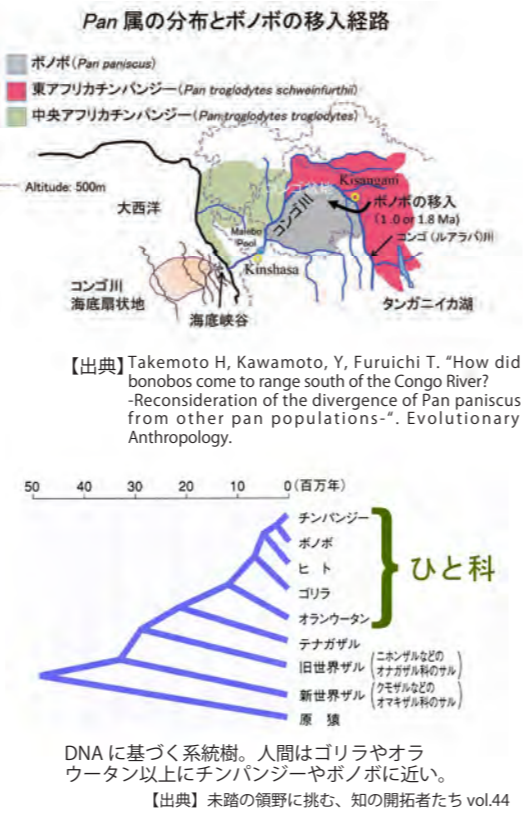 Pan 属の分布とボノボの移入経路
ボノボ(Pan paniscus)
東アフリカチンパンジー(Pan troglodytes schweinfurthii)
中央アフリカチンパンジー(Pan troglodytes troglodytes)
Altitude: 500m
大西洋
Kisangani
コンゴ川
Malebo
Pool
ボノボの移入
(1.0 or 1.8 Ma)
コンゴ（ルアラバ）川
Kinshasa
コンゴ川
海底扇状地
海底峡谷
タンガニイカ湖
【出典】Takemoto H, Kawamoto, Y, Furuichi T. “How did
bonobos come to range south of the Congo River?
-Reconsideration of the divergence of Pan paniscus
from other pan populations-“. Evolutionary
Anthropology.
50 40 30 20 10 0 (百万年)
チンパンジー
ボノボ
ヒト
ゴリラ
オランウータン
ひと科
テナガザル
旧世界ザル（ニホンザルなどの
オナガザル科のサル）
新世界ザル（クモザルなどの
オマキザル科のサル）
原猿
DNA に基づく系統樹。人間はゴリラやオラ
ウータン以上にチンパンジーやボノボに近い。
【出典】未踏の領野に挑む、知の開拓者たち vol.44